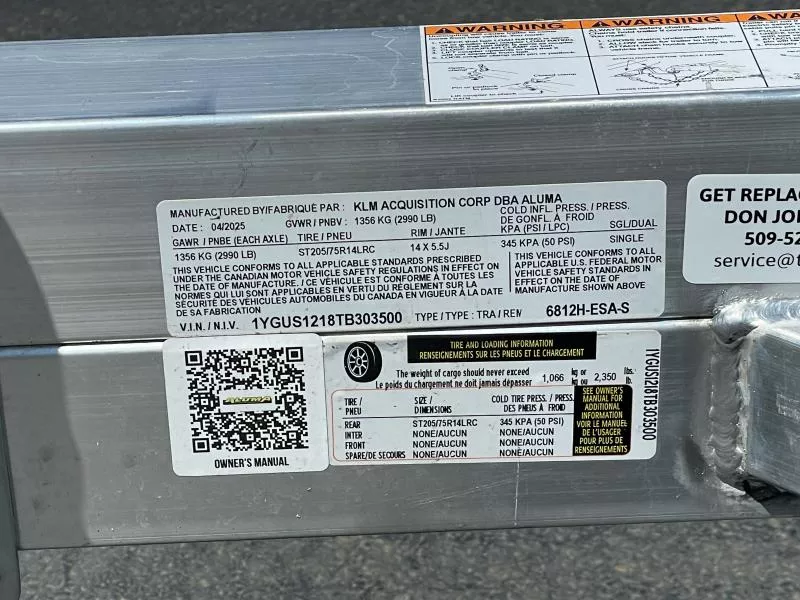 WARNING
WARNING
MANUFACTURED BY/FABRIQUÉ PAR : KLM ACQUISITION CORP DBA ALUMA
DATE : 04/2025 GVWR / PNBV : 1356 KG (2990 LB)
COLD INFL. PRESS. / PRESS. DE GONFL. À FROID
GAWR / PNBE (EACH AXLE) TIRE / PNEU RIM / JANTE KPA (PSI / LPC) SGL/DUAL
1356 KG (2990 LB) ST205/75R14LRC 14 X 5.5J 345 KPA (50 PSI) SINGLE
THIS VEHICLE CONFORMS TO ALL APPLICABLE STANDARDS PRESCRIBED
UNDER THE CANADIAN MOTOR VEHICLE SAFETY REGULATIONS IN EFFECT ON
THE DATE OF MANUFACTURE. / CE VÉHICULE EST CONFORME À TOUTES LES
NORMES QUI LUI SONT APPLICABLES EN VERTU DU RÈGLEMENT SUR LA
SÉCURITÉ DES VÉHICULES AUTOMOBILES DU CANADA EN VIGUEUR À LA DATE
DE SA FABRICATION
THIS VEHICLE CONFORMS TO ALL
APPLICABLE U.S. FEDERAL MOTOR
VEHICLE SAFETY STANDARDS IN
EFFECT ON THE DATE OF
MANUFACTURE SHOWN ABOVE
V.I.N. / N.I.V. 1YGUS1218TB303500 TYPE / TYPE : TRA / REM 6812H-ESA-S
GET REPLAC
DON JO
509-52
service@t
ALUMA
OWNER'S MANUAL
TIRE AND LOADING INFORMATION
RENSEIGNEMENTS SUR LES PNEUS ET LE CHARGEMENT
The weight of cargo should never exceed 1,066 kg or 2,350 lbs.
Le poids du chargement ne doit jamais dépasser kg ou lb.
TIRE / PNEU SIZE / DIMENSIONS COLD TIRE PRESS./ PRESS. DES PNEUS À FROID
REAR ST205/75R14LRC 345 KPA (50 PSI)
INTER NONE/AUCUN NONE/AUCUN
FRONT NONE/AUCUN NONE/AUCUN
SPARE/DE SECOURS NONE/AUCUN NONE/AUCUN
SEE OWNER'S
MANUAL FOR
ADDITIONAL
INFORMATION
VOIR LE MANUEL
DE L'USAGER
POUR PLUS DE
RENSEIGNEMENTS
1YGUS1218TB303500